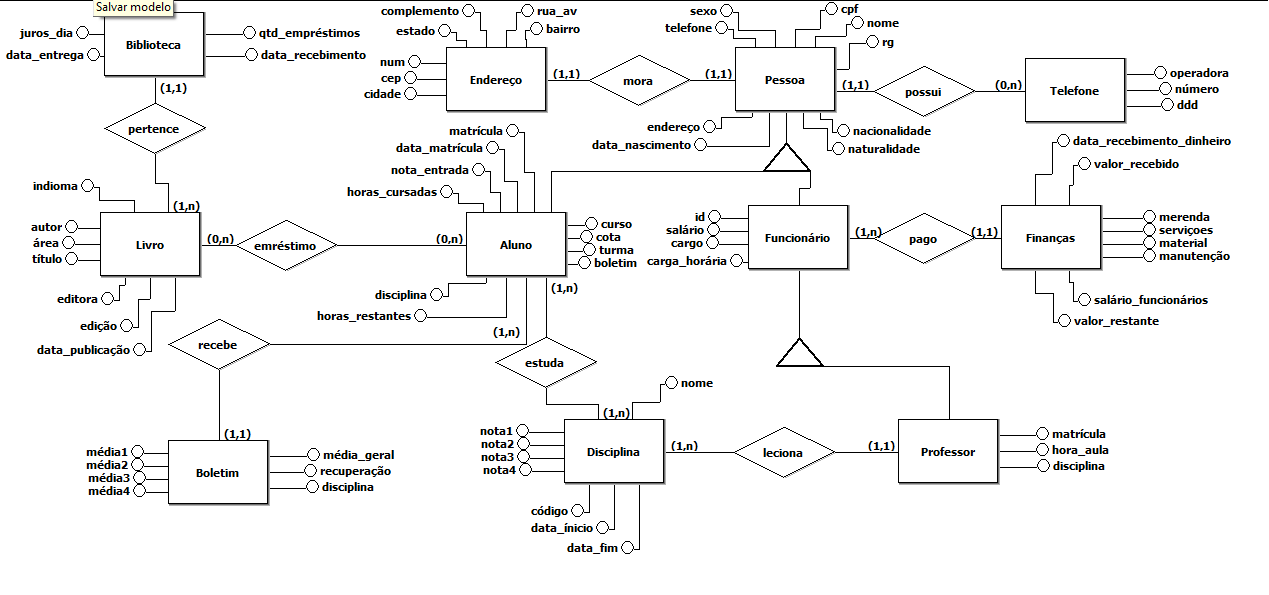 Salvar modelo
Biblioteca
juros_dia
data_entrega
qtd_empréstimos
data_recebimento
(1,1)
pertence
(1,n)
indioma
autor
área
título
Livro
editora
edição
data_publicação
(0,n)
emréstimo
(0,n)
complemento
estado
rua_av
bairro
num
cep
cidade
Endereço
(1,1)
mora
(1,1)
sexo
telefone
cpf
nome
rg
Pessoa
endereço
data_nascimento
nacionalidade
naturalidade
(1,1)
possui
(0,n)
Telefone
operadora
número
ddd
matrícula
data_matrícula
nota_entrada
horas_cursadas
Aluno
curso
cota
turma
boletim
disciplina
horas_restantes
(1,n)
(1,n)
recebe
(1,1)
estuda
(1,n)
id
salário
cargo
carga_horária
Funcionário
(1,n)
pago
(1,1)
data_recebimento_dinheiro
valor_recebido
Finanças
merenda
serviçoes
material
manutenção
salário_funcionários
valor_restante
média1
média2
média3
média4
Boletim
média_geral
recuperação
disciplina
nome
nota1
nota2
nota3
nota4
Disciplina
código
data_ínicio
data_fim
(1,n)
leciona
(1,1)
Professor
matrícula
hora_aula
disciplina